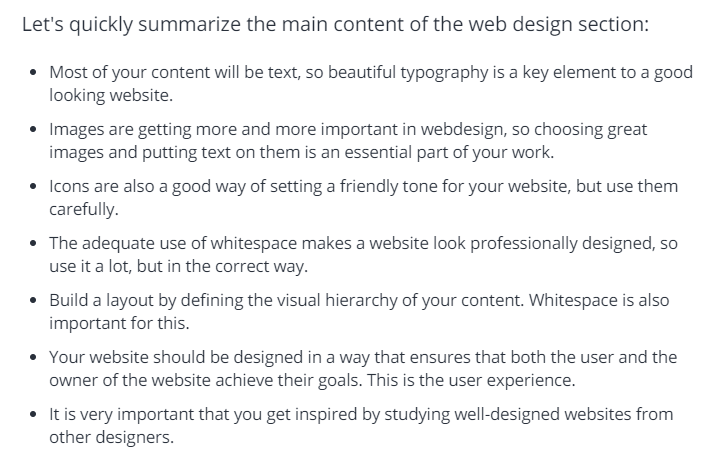 Let's quickly summarize the main content of the web design section:
• Most of your content will be text, so beautiful typography is a key element to a good
looking website.
• Images are getting more and more important in webdesign, so choosing great
images and putting text on them is an essential part of your work.
• Icons are also a good way of setting a friendly tone for your website, but use them
carefully.
• The adequate use of whitespace makes a website look professionally designed, so
use it a lot, but in the correct way.
• Build a layout by defining the visual hierarchy of your content. Whitespace is also
important for this.
• Your website should be designed in a way that ensures that both the user and the
owner of the website achieve their goals. This is the user experience.
• It is very important that you get inspired by studying well-designed websites from
other designers.